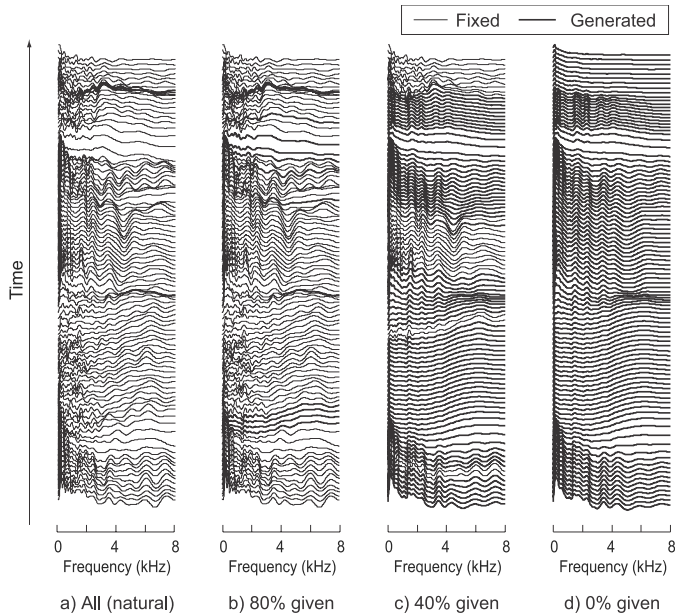 Fixed Generated
Time
0 4 8 0 4 8 0 4 8 0 4 8
Frequency (kHz) Frequency (kHz) Frequency (kHz) Frequency (kHz)
a) All (natural) b) 80% given c) 40% given d) 0% given